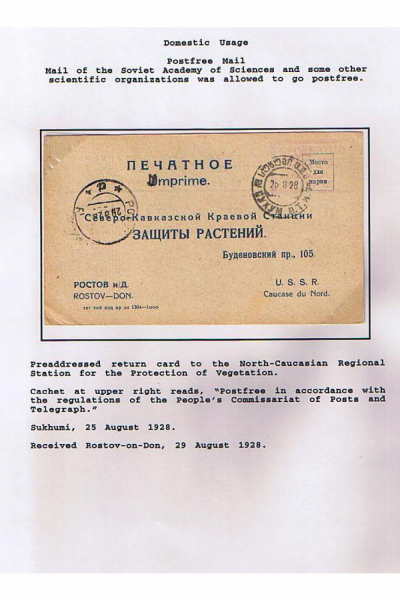 Domestic Usage
Postfree Mail
Mail of the Soviet Academy of Sciences and some other
scientific organizations was allowed to go postfree.
ПЕЧАТНОЕ
Imprime.
Место
для
марки
Северо-Кавказской Краевой Станции
ЗАЩИТЫ РАСТЕНИЙ.
Буденовский пр., 105.
РОСТОВ н/Д.
ROSTOV—DON.
U. S. S. R.
Caucase du Nord.
Preaddressed return card to the North-Caucasian Regional
Station for the Protection of Vegetation.
Cachet at upper right reads, "Postfree in accordance with
the regulations of the People's Commissariat of Posts and
Telegraph."
Sukhumi, 25 August 1928.
Received Rostov-on-Don, 29 August 1928.